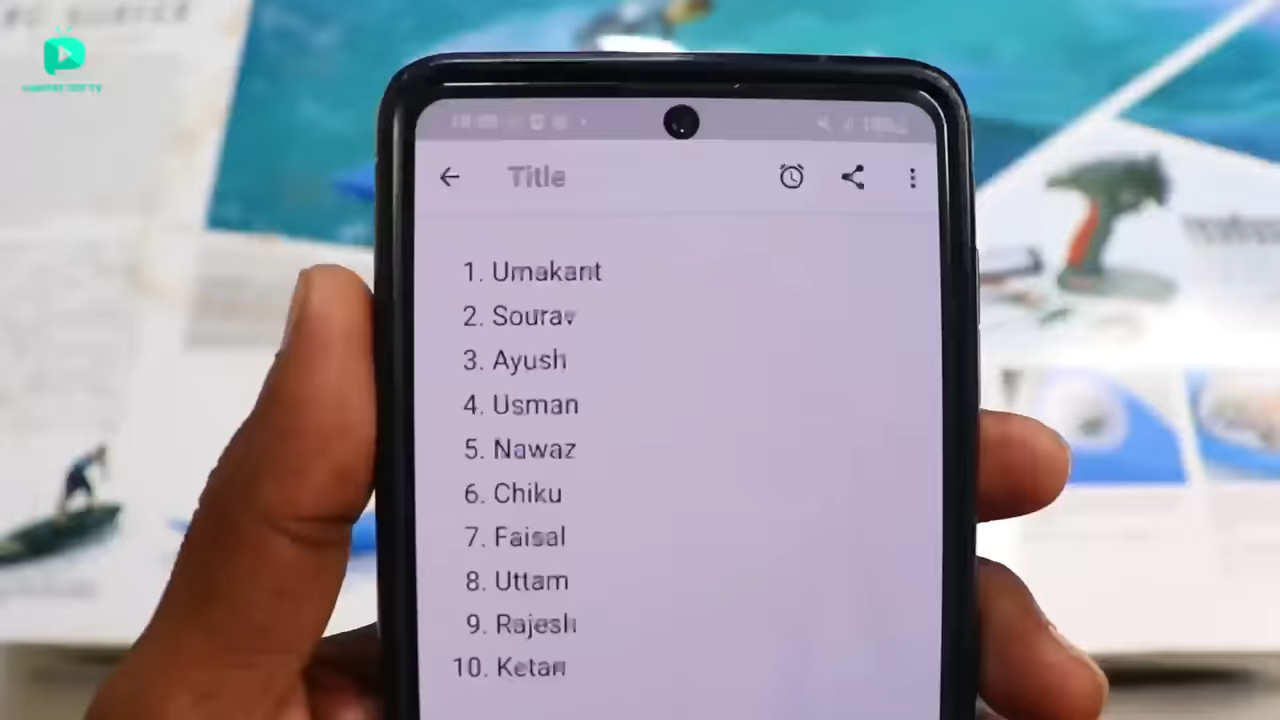 Title
1. Umakant
2. Sourav
3. Ayush
4. Usman
5. Nawaz
6. Chiku
7. Faisal
8. Uttam
9. Rajesh
10. Ketan